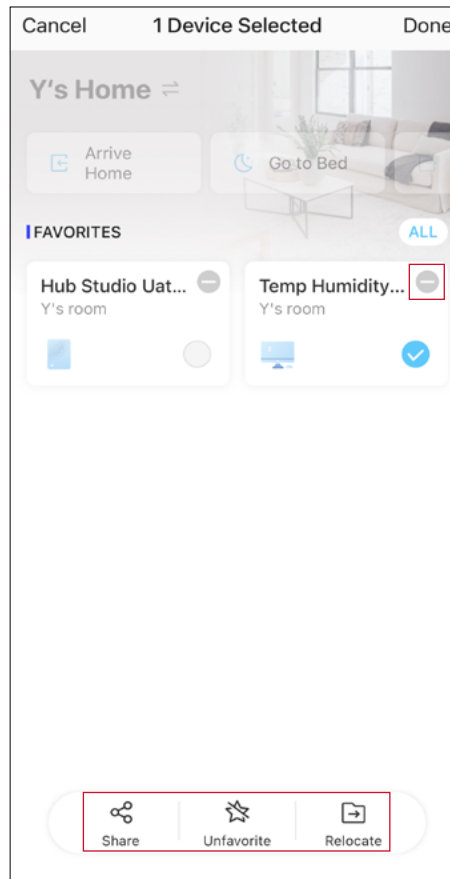 Cancel 1 Device Selected Done
Y's Home
Arrive
Home
Go to Bed
FAVORITES ALL
Hub Studio Uat... Temp Humidity...
Y's room Y's room
Share Unfavorite Relocate